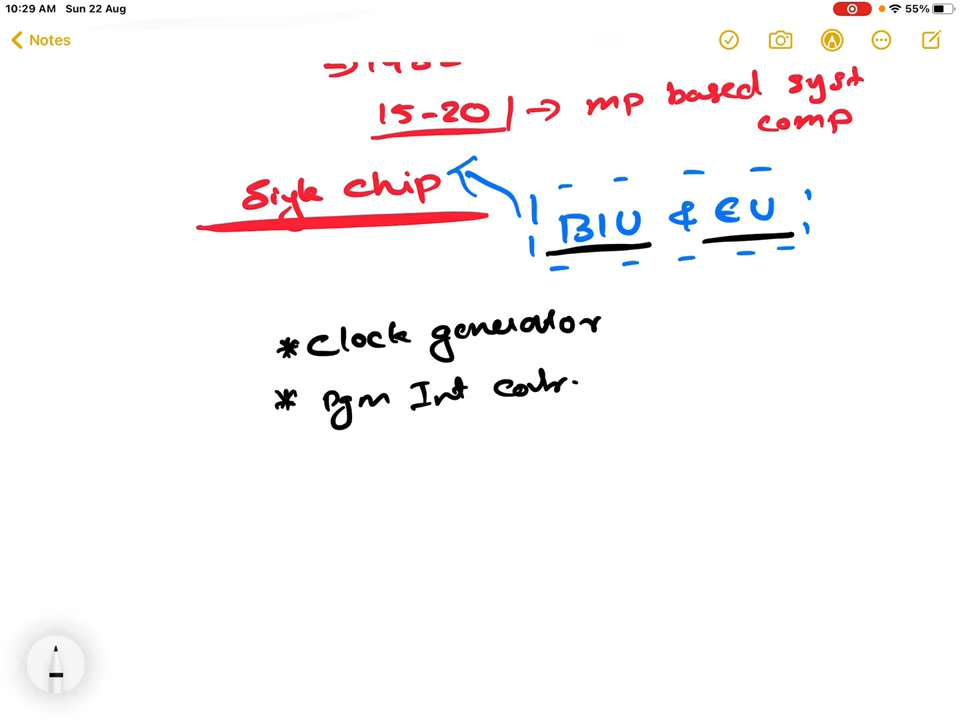 10:29 AM Sun 22 Aug
55%
Notes
15-20 → mp based syst
comp
Single chip
BIU & EU
* Clock generator
* Pgm Int contr.